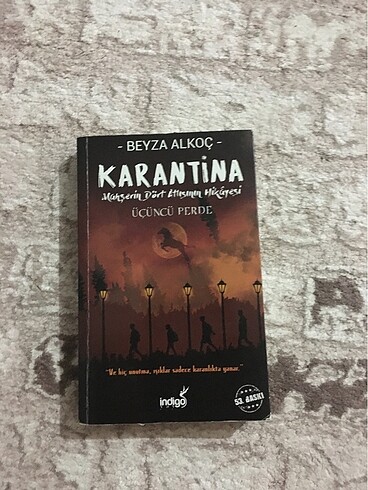 - BEYZA ALKOÇ -
KARANTİNA
Mahşerin Dört Atlısının Hikâyesi
ÜÇÜNCÜ PERDE
"Ve hiç unutma, ışıklar sadece karanlıkta yanar."
indigo
53. BASKI